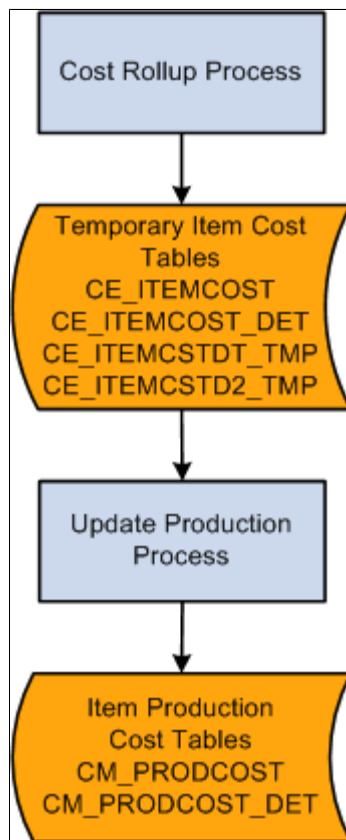 Cost Rollup Process
Temporary Item Cost
Tables
CE_ITEMCOST
CE_ITEMCOST_DET
CE_ITEMCSTDT_TMP
CE_ITEMCSTD2_TMP
Update Production
Process
Item Production
Cost Tables
CM_PRODCOST
CM_PRODCOST_DET